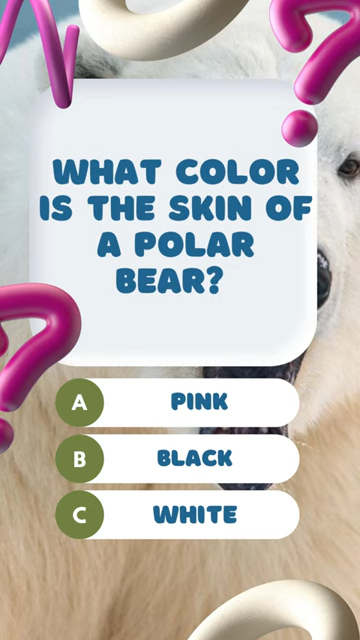 WHAT COLOR
IS THE SKIN OF
A POLAR
BEAR?
A PINK
B BLACK
C WHITE